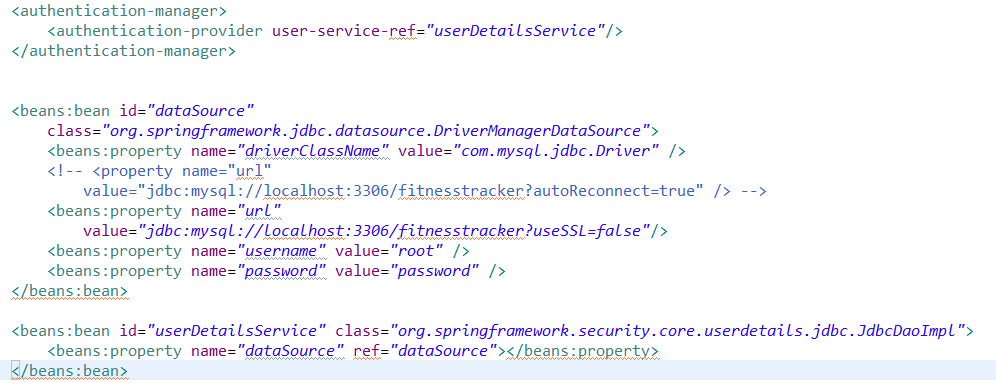 <authentication-manager>
    <authentication-provider user-service-ref="userDetailsService"/>
</authentication-manager>
<beans:bean id="dataSource"
    class="org.springframework.jdbc.datasource.DriverManagerDataSource">
    <beans:property name="driverClassName" value="com.mysql.jdbc.Driver" />
    <!-- <property name="url"
        value="jdbc:mysql://localhost:3306/fitnesstracker?autoReconnect=true" /> -->
    <beans:property name="url"
        value="jdbc:mysql://localhost:3306/fitnesstracker?useSSL=false"/>
    <beans:property name="username" value="root" />
    <beans:property name="password" value="password" />
</beans:bean>
<beans:bean id="userDetailsService" class="org.springframework.security.core.userdetails.jdbc.JdbcDaoImpl">
    <beans:property name="dataSource" ref="dataSource"></beans:property>
</beans:bean>